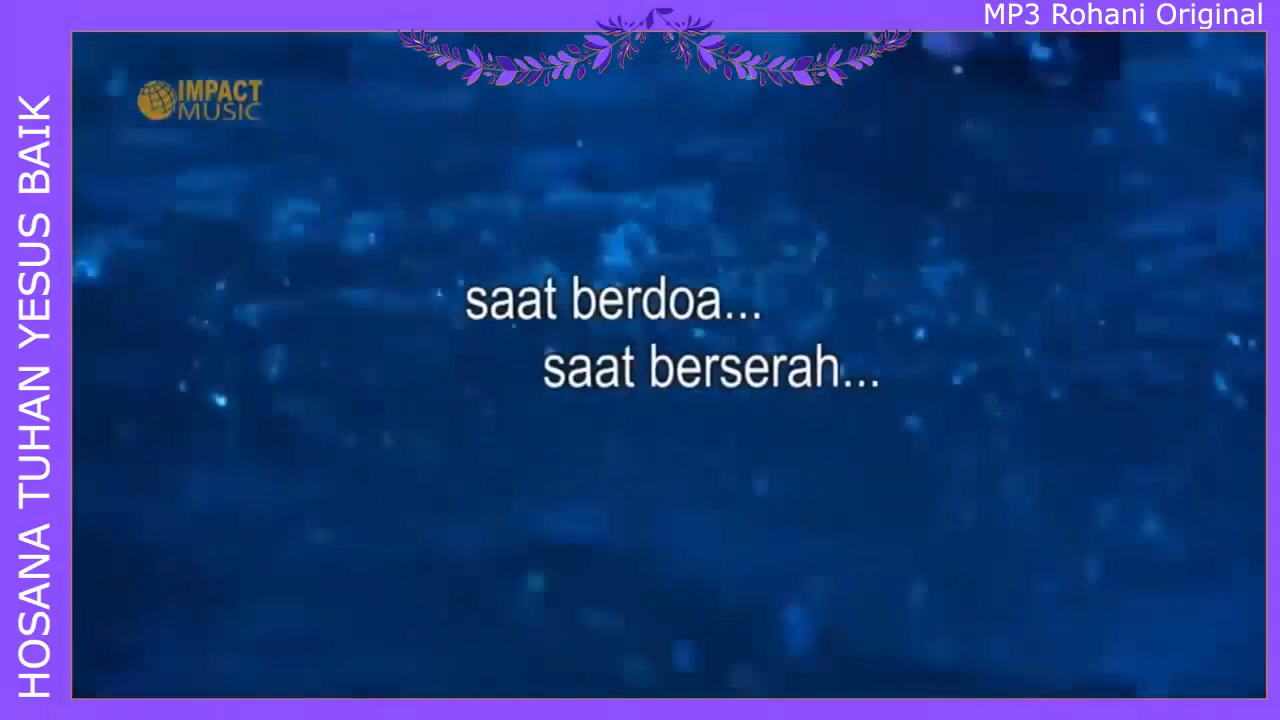 MP3 Rohani Original
HOSANA TUHAN YESUS BAIK
IMPACT
MUSIC
saat berdoa...
saat berserah...